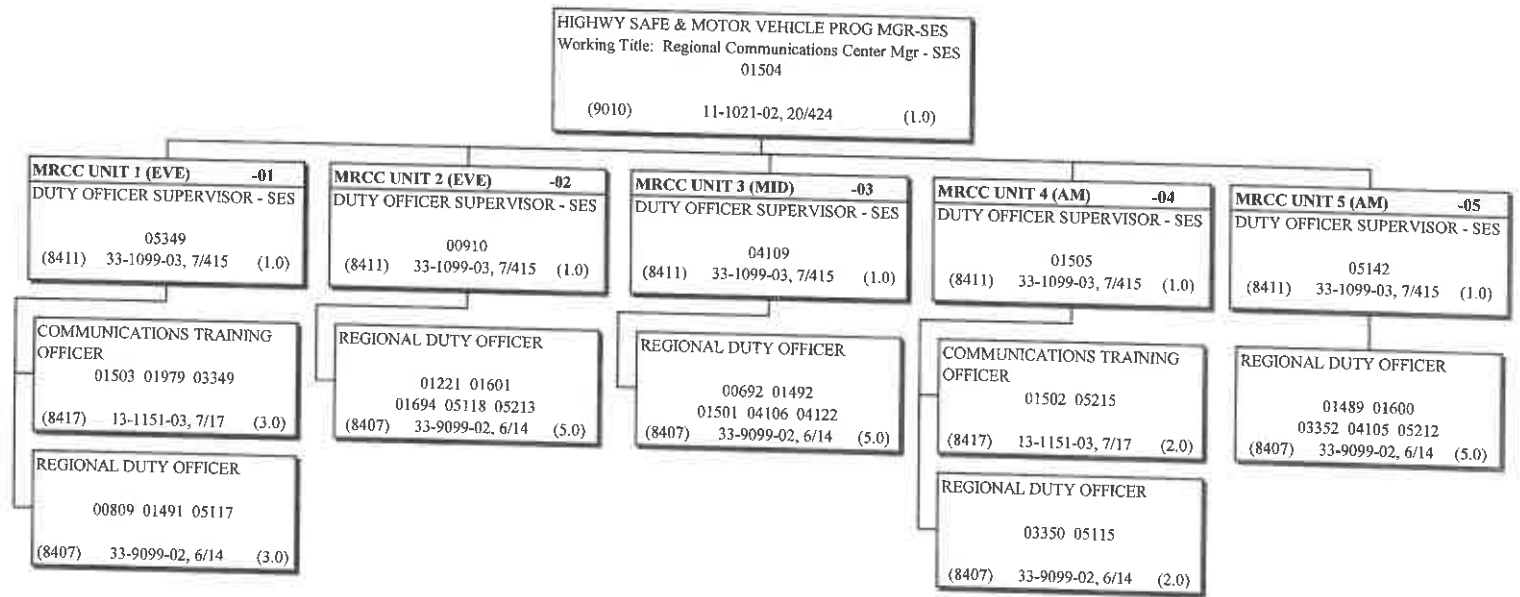 HIGHWY SAFE & MOTOR VEHICLE PROG MGR-SES
Working Title: Regional Communications Center Mgr - SES
01504
(9010) 11-1021-02, 20/424 (1.0)
MRCC UNIT 1 (EVE) -01
DUTY OFFICER SUPERVISOR - SES
05349
(8411) 33-1099-03, 7/415 (1.0)
COMMUNICATIONS TRAINING
OFFICER
01503 01979 03349
(8417) 13-1151-03, 7/17 (3.0)
REGIONAL DUTY OFFICER
00809 01491 05117
(8407) 33-9099-02, 6/14 (3.0)
MRCC UNIT 2 (EVE) -02
DUTY OFFICER SUPERVISOR - SES
00910
(8411) 33-1099-03, 7/415 (1.0)
REGIONAL DUTY OFFICER
01221 01601
01694 05118 05213
(8407) 33-9099-02, 6/14 (5.0)
MRCC UNIT 3 (MID) -03
DUTY OFFICER SUPERVISOR - SES
04109
(8411) 33-1099-03, 7/415 (1.0)
REGIONAL DUTY OFFICER
00692 01492
01501 04106 04122
(8407) 33-9099-02, 6/14 (5.0)
MRCC UNIT 4 (AM) -04
DUTY OFFICER SUPERVISOR - SES
01505
(8411) 33-1099-03, 7/415 (1.0)
COMMUNICATIONS TRAINING
OFFICER
01502 05215
(8417) 13-1151-03, 7/17 (2.0)
REGIONAL DUTY OFFICER
03350 05115
(8407) 33-9099-02, 6/14 (2.0)
MRCC UNIT 5 (AM) -05
DUTY OFFICER SUPERVISOR - SES
05142
(8411) 33-1099-03, 7/415 (1.0)
REGIONAL DUTY OFFICER
01489 01600
03352 04105 05212
(8407) 33-9099-02, 6/14 (5.0)